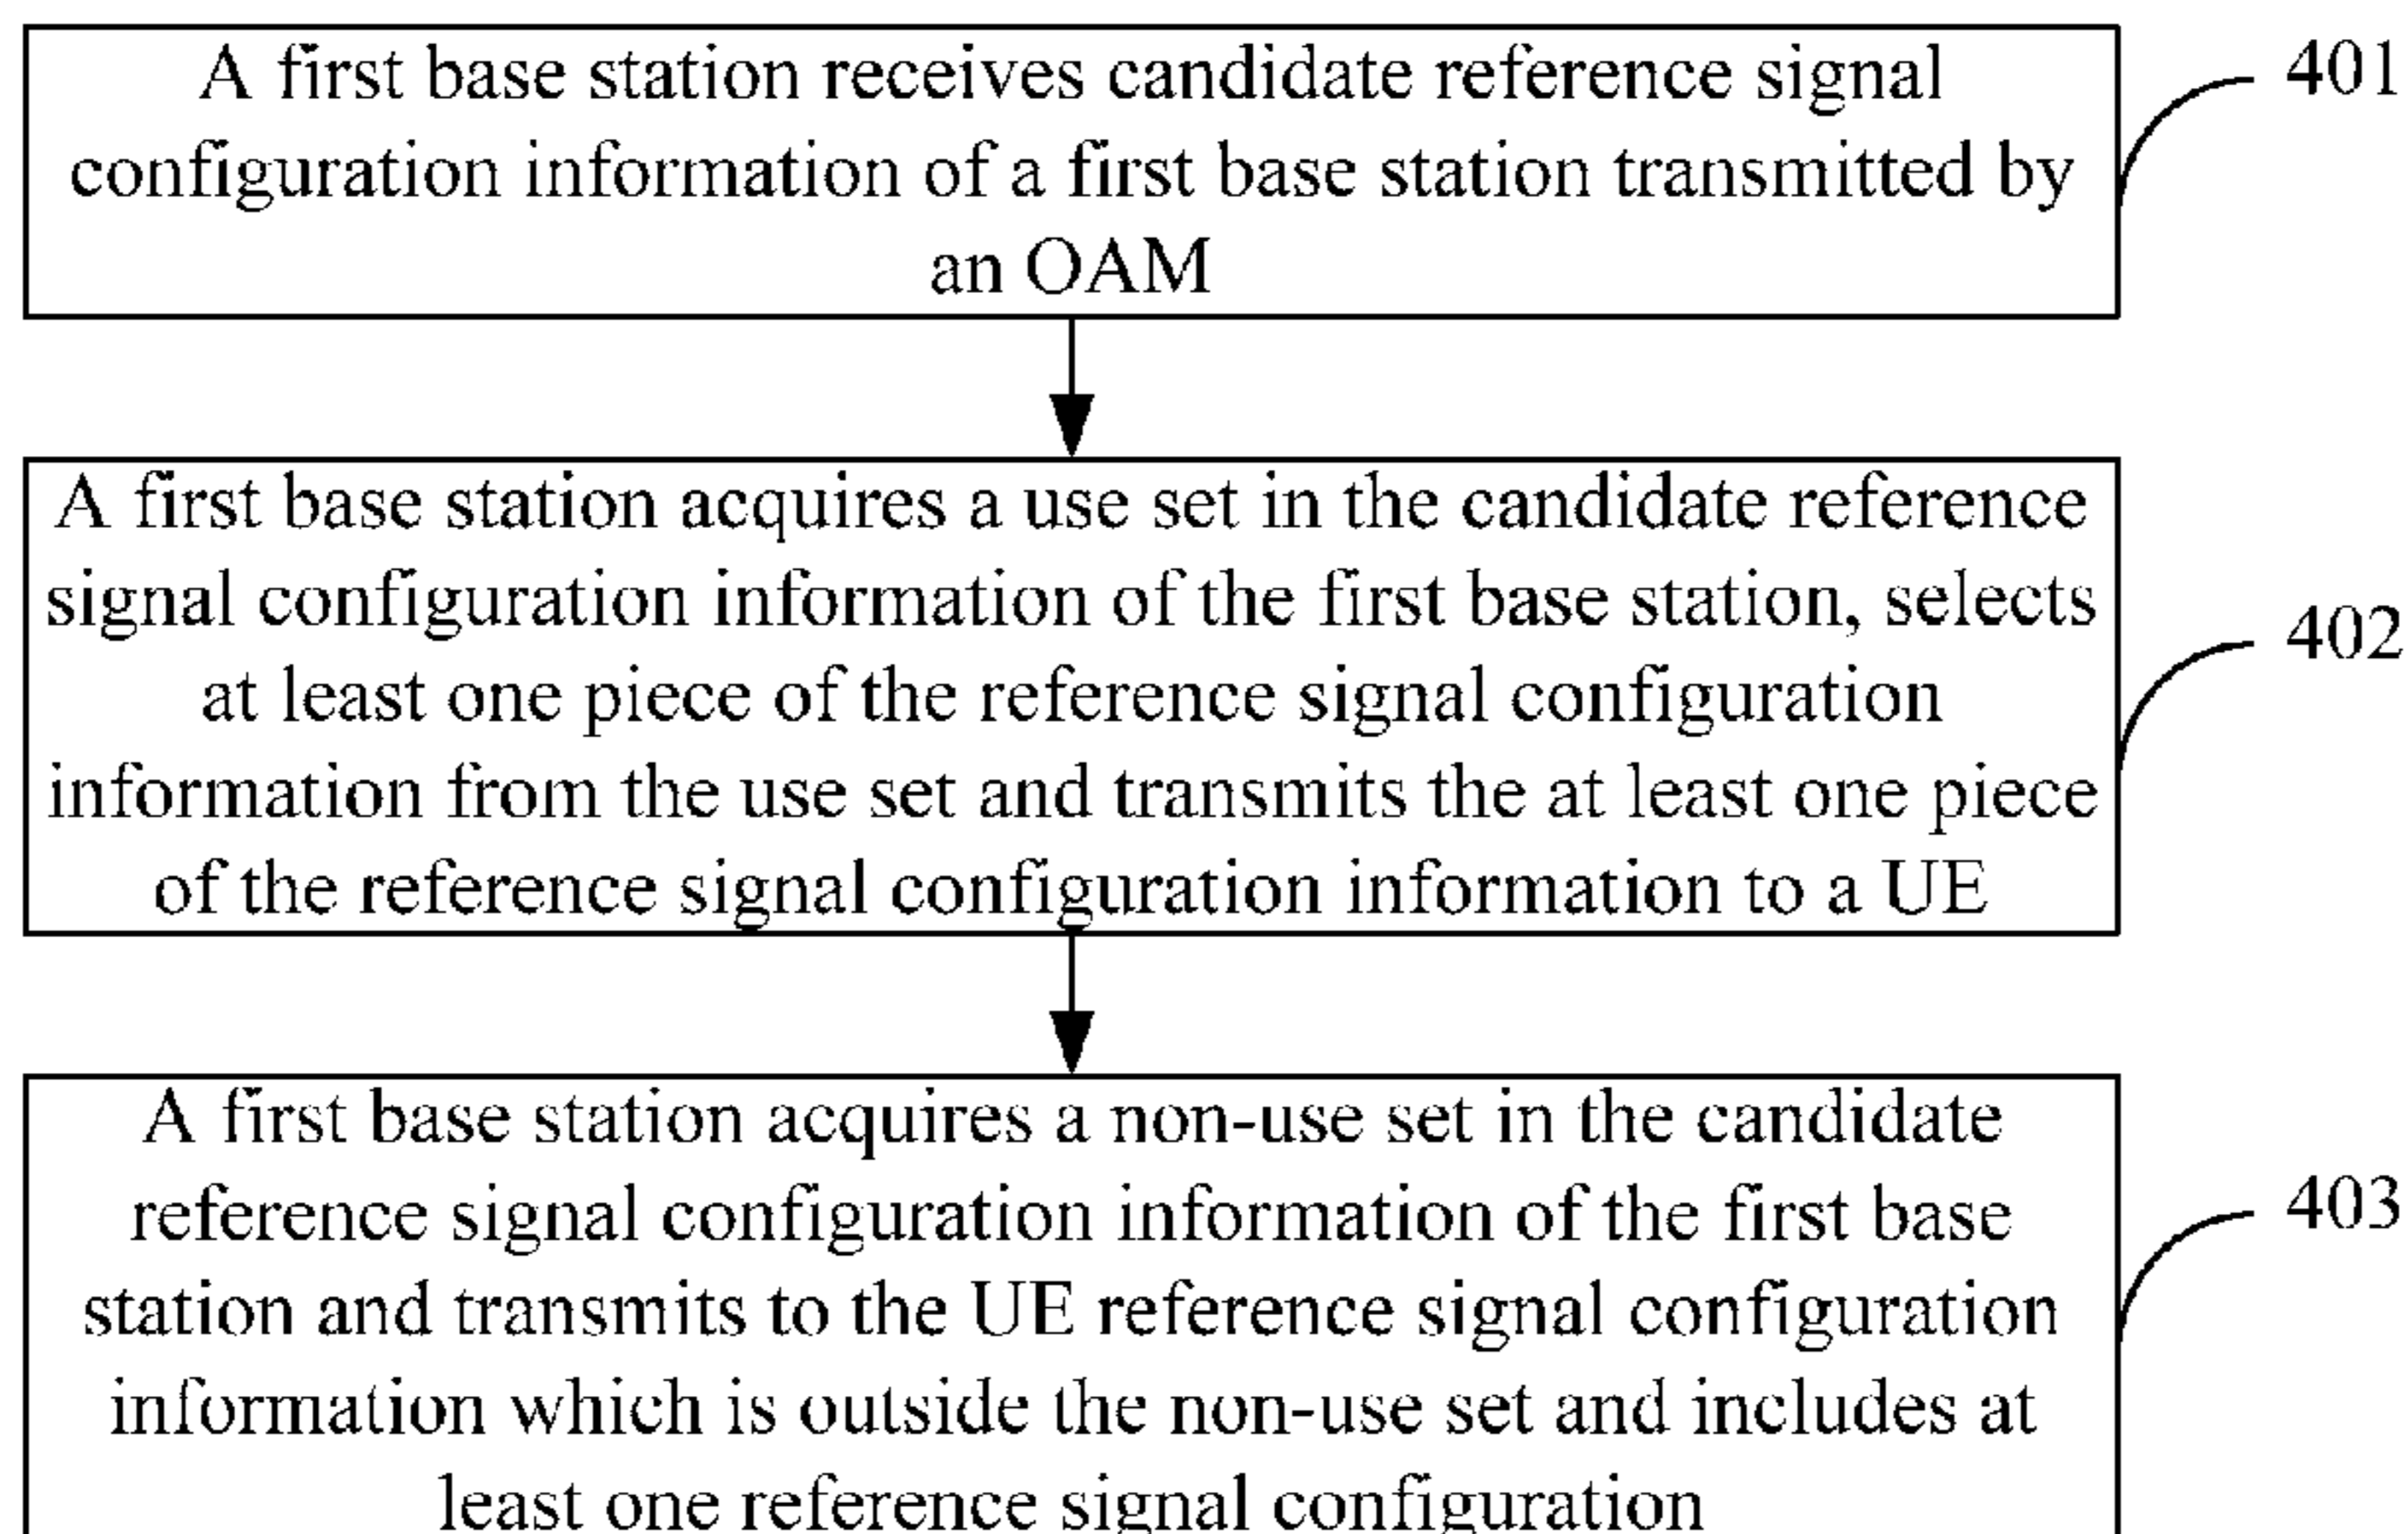 A first base station receives candidate reference signal
configuration information of a first base station transmitted by
an OAM
401
A first base station acquires a use set in the candidate reference
signal configuration information of the first base station, selects
at least one piece of the reference signal configuration
information from the use set and transmits the at least one piece
of the reference signal configuration information to a UE
402
A first base station acquires a non-use set in the candidate
reference signal configuration information of the first base
station and transmits to the UE reference signal configuration
information which is outside the non-use set and includes at
least one reference signal configuration
403